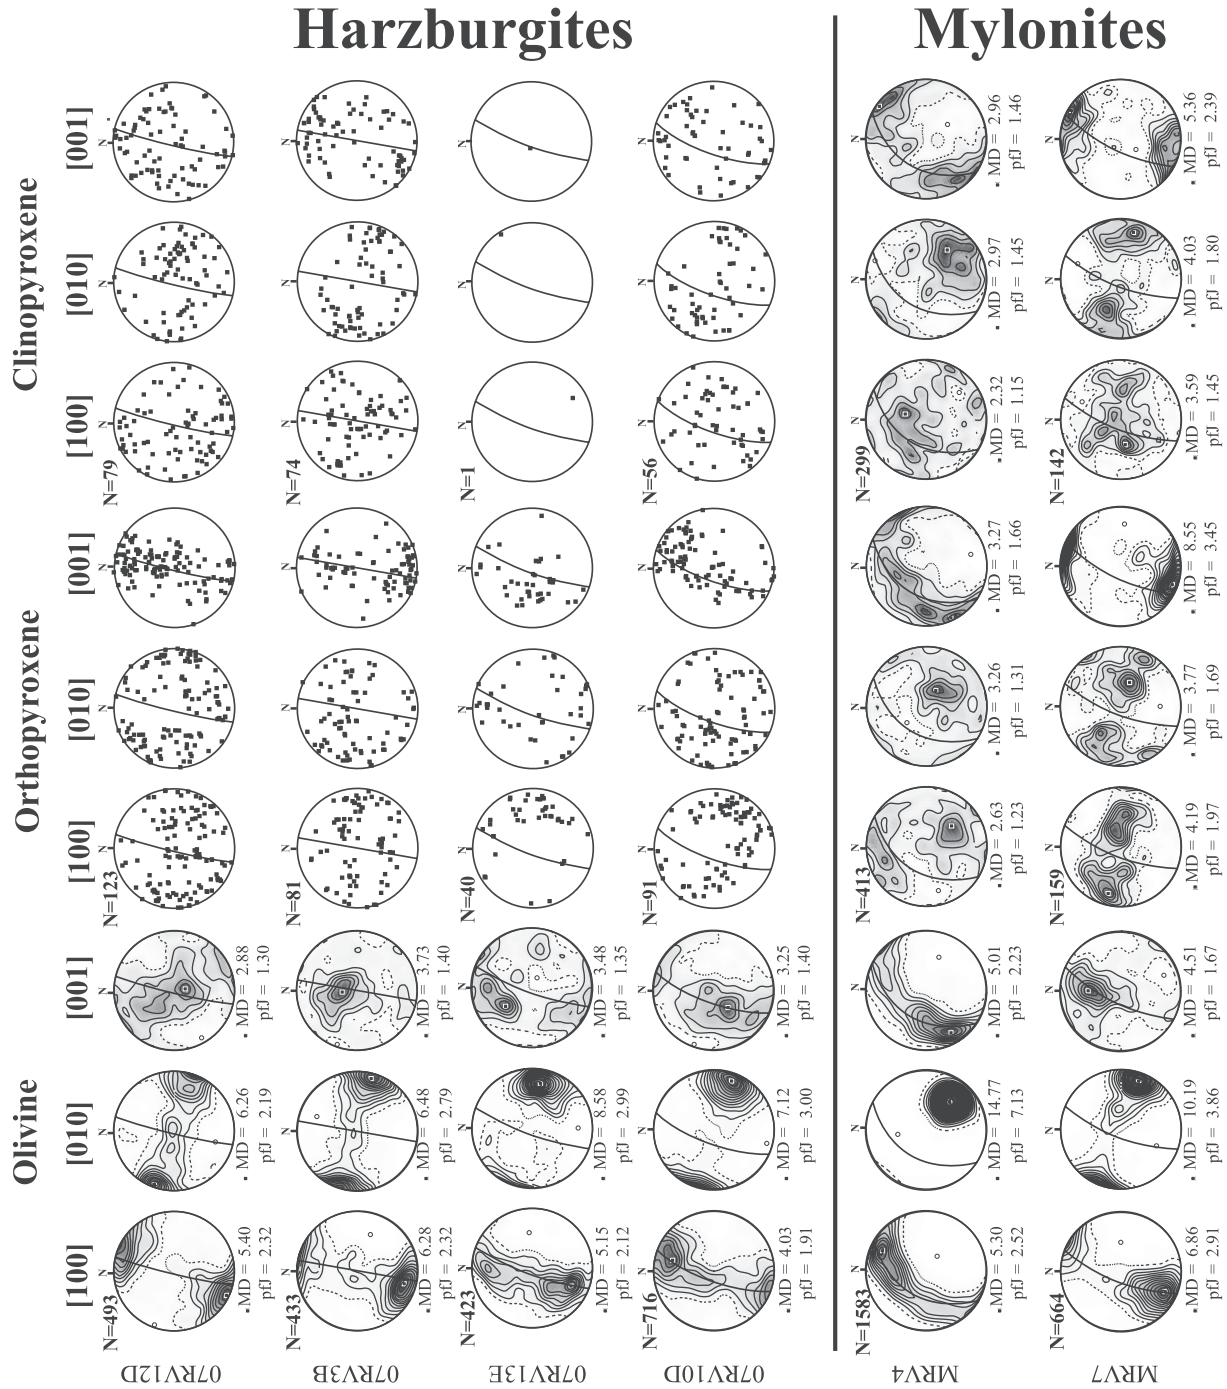 Harzburgites
Mylonites
Olivine
Orthopyroxene
Clinopyroxene
[100]
[010]
[001]
[100]
[010]
[001]
[100]
[010]
[001]
07RV12D
N=493
N
MD = 5.40
pfJ = 2.32
N
MD = 6.26
pfJ = 2.19
N
MD = 2.88
pfJ = 1.30
N=123
N
N
N
N=79
N
N
N
07RV3B
N=433
N
MD = 6.28
pfJ = 2.32
N
MD = 6.48
pfJ = 2.79
N
MD = 3.73
pfJ = 1.40
N=81
N
N
N
N=74
N
N
N
07RV13E
N=423
N
MD = 5.15
pfJ = 2.12
N
MD = 8.58
pfJ = 2.99
N
MD = 3.48
pfJ = 1.35
N=40
N
N
N
N=1
N
N
N
07RV10D
N=716
N
MD = 4.03
pfJ = 1.91
N
MD = 7.12
pfJ = 3.00
N
MD = 3.25
pfJ = 1.40
N=91
N
N
N
N=56
N
N
N
MRV4
N=1583
N
MD = 5.30
pfJ = 2.52
N
MD = 14.77
pfJ = 7.13
N
MD = 5.01
pfJ = 2.23
N=413
N
MD = 2.63
pfJ = 1.23
N
MD = 3.26
pfJ = 1.31
N
MD = 3.27
pfJ = 1.66
N=299
N
MD = 2.32
pfJ = 1.15
N
MD = 2.97
pfJ = 1.45
N
MD = 2.96
pfJ = 1.46
MRV7
N=664
N
MD = 6.86
pfJ = 2.91
N
MD = 10.19
pfJ = 3.86
N
MD = 4.51
pfJ = 1.67
N=159
N
MD = 4.19
pfJ = 1.97
N
MD = 3.77
pfJ = 1.69
N
MD = 8.55
pfJ = 3.45
N=142
N
MD = 3.59
pfJ = 1.45
N
MD = 4.03
pfJ = 1.80
N
MD = 5.36
pfJ = 2.39